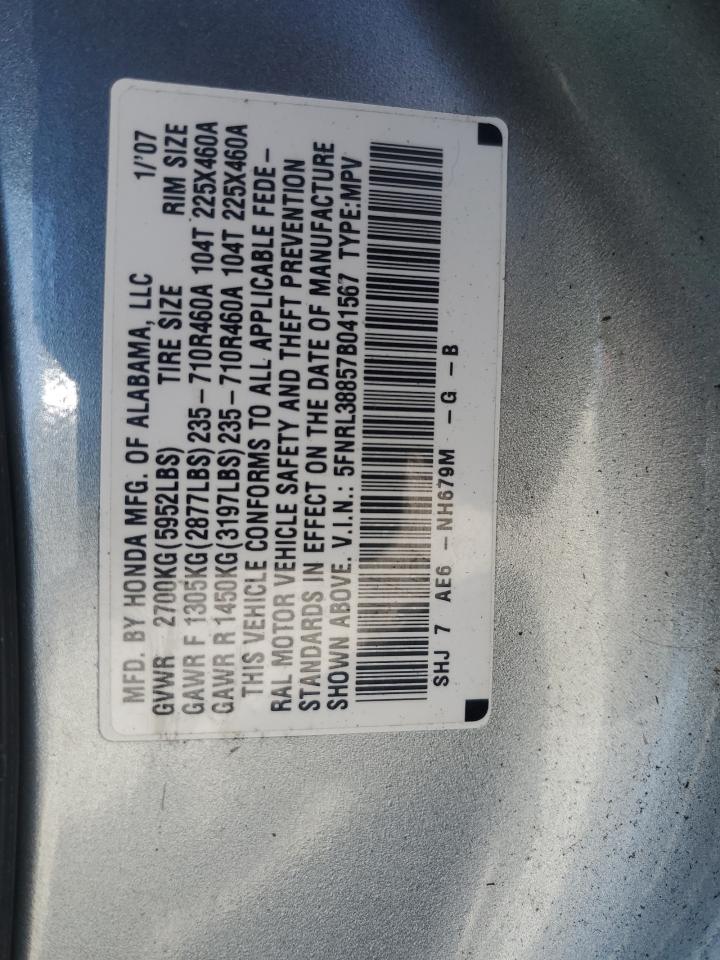 MFD. BY HONDA MFG. OF ALABAMA, LLC 1/'07
GVWR 2700KG(5952LBS) TIRE SIZE RIM SIZE
GAWR F 1305KG(2877LBS)235-710R460A 104T 225X460A
GAWR R 1450KG(3197LBS)235-710R460A 104T 225X460A
THIS VEHICLE CONFORMS TO ALL APPLICABLE FEDE-
RAL MOTOR VEHICLE SAFETY AND THEFT PREVENTION
STANDARDS IN EFFECT ON THE DATE OF MANUFACTURE
SHOWN ABOVE. V.I.N.: 5FNRL38857B041567 TYPE:MPV
SHJ 7 AE6 -NH679M -G -B